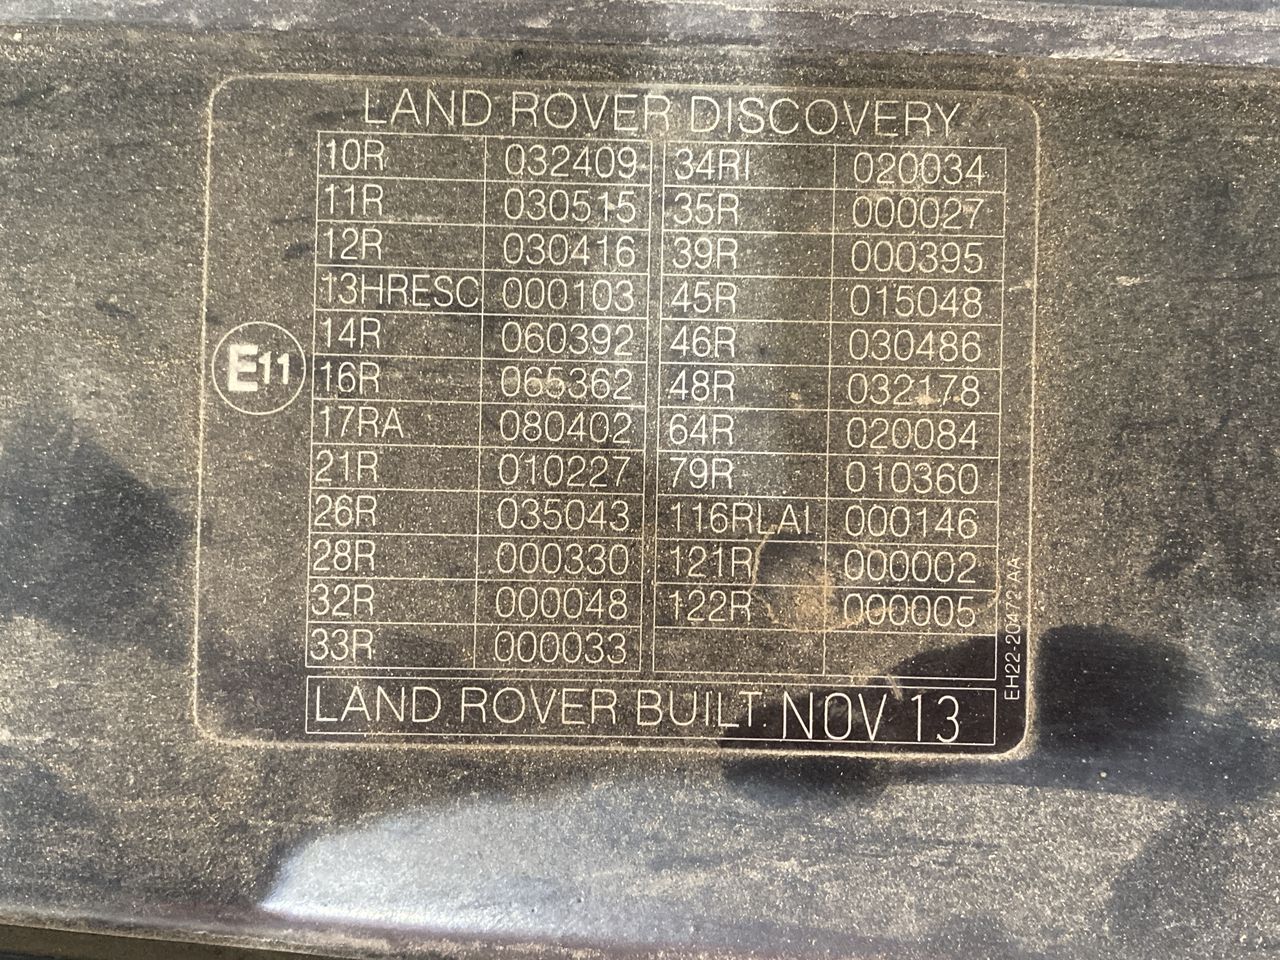 LAND ROVER DISCOVERY
10R 032409 34RI 020034
11R 030515 35R 000027
12R 030416 39R 000395
13HRESC 000103 45R 015048
14R 060392 46R 030486
16R 065362 48R 032178
17RA 080402 64R 020084
21R 010227 79R 010360
26R 035043 116RLAI 000146
28R 000330 121R 000002
32R 000048 122R 000005
33R 000033
E11
LAND ROVER BUILT. NOV 13
EH22-20472-AA